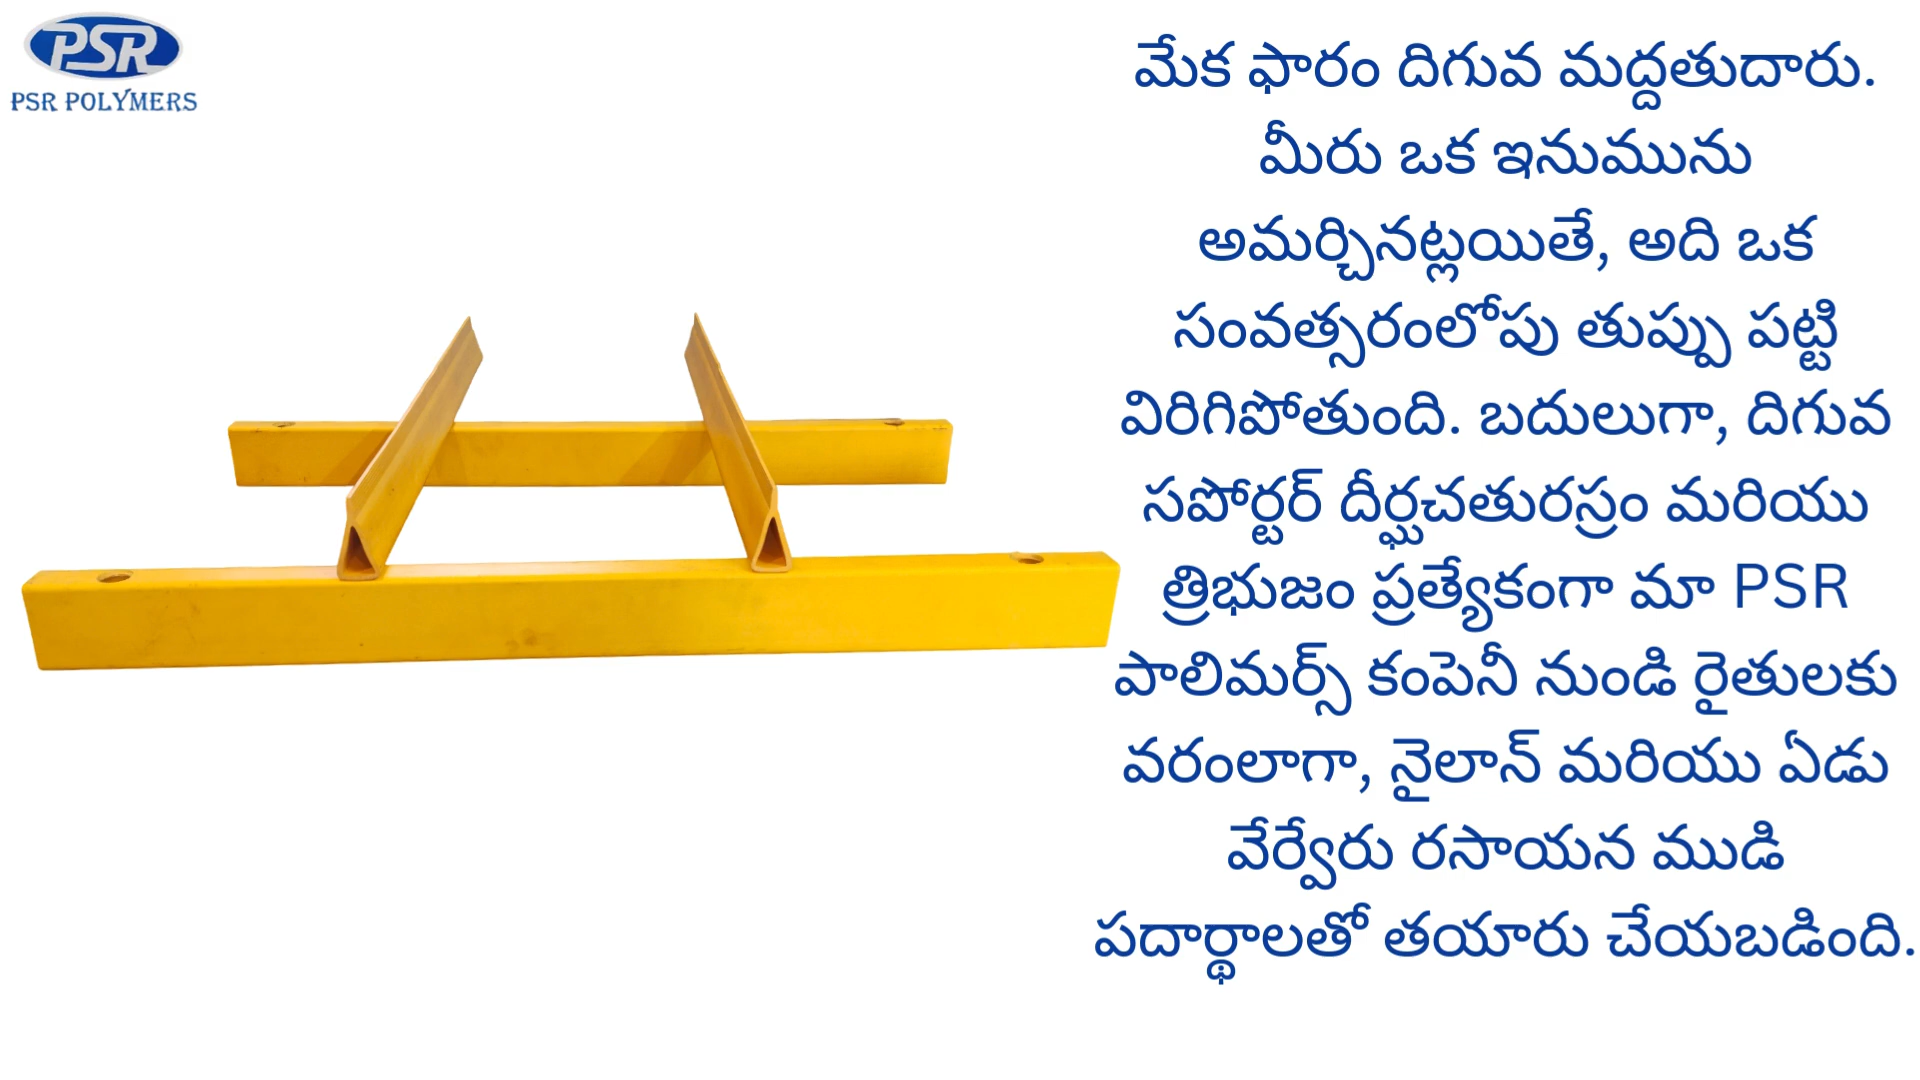 PSR
PSR POLYMERS
మేక ఫారం దిగువ మద్దతుదారు.
మీరు ఒక ఇనుమును
అమర్చినట్లయితే, అది ఒక
సంవత్సరంలోపు తుప్పు పట్టి
విరిగిపోతుంది. బదులుగా, దిగువ
సపోర్టర్ దీర్ఘచతురస్రం మరియు
త్రిభుజం ప్రత్యేకంగా మా PSR
పాలిమర్స్ కంపెనీ నుండి రైతులకు
వరంలాగా, నైలాన్ మరియు ఏడు
వేర్వేరు రసాయన ముడి
పదార్థాలతో తయారు చేయబడింది.